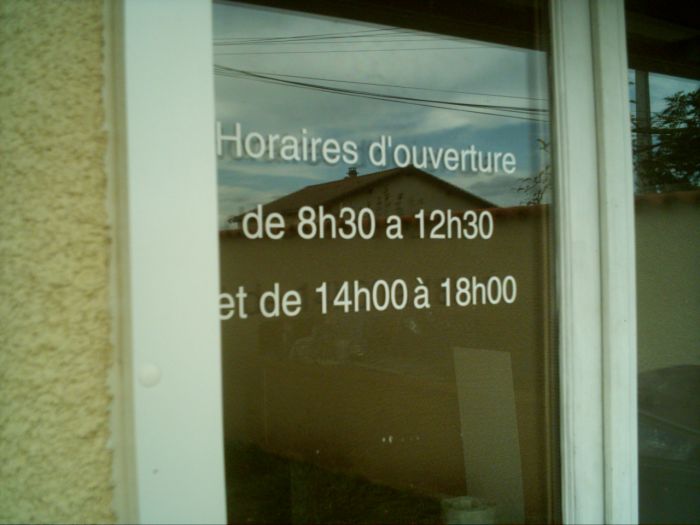 Horaires d'ouverture
de 8h30 a 12h30
et de 14h00 à 18h00